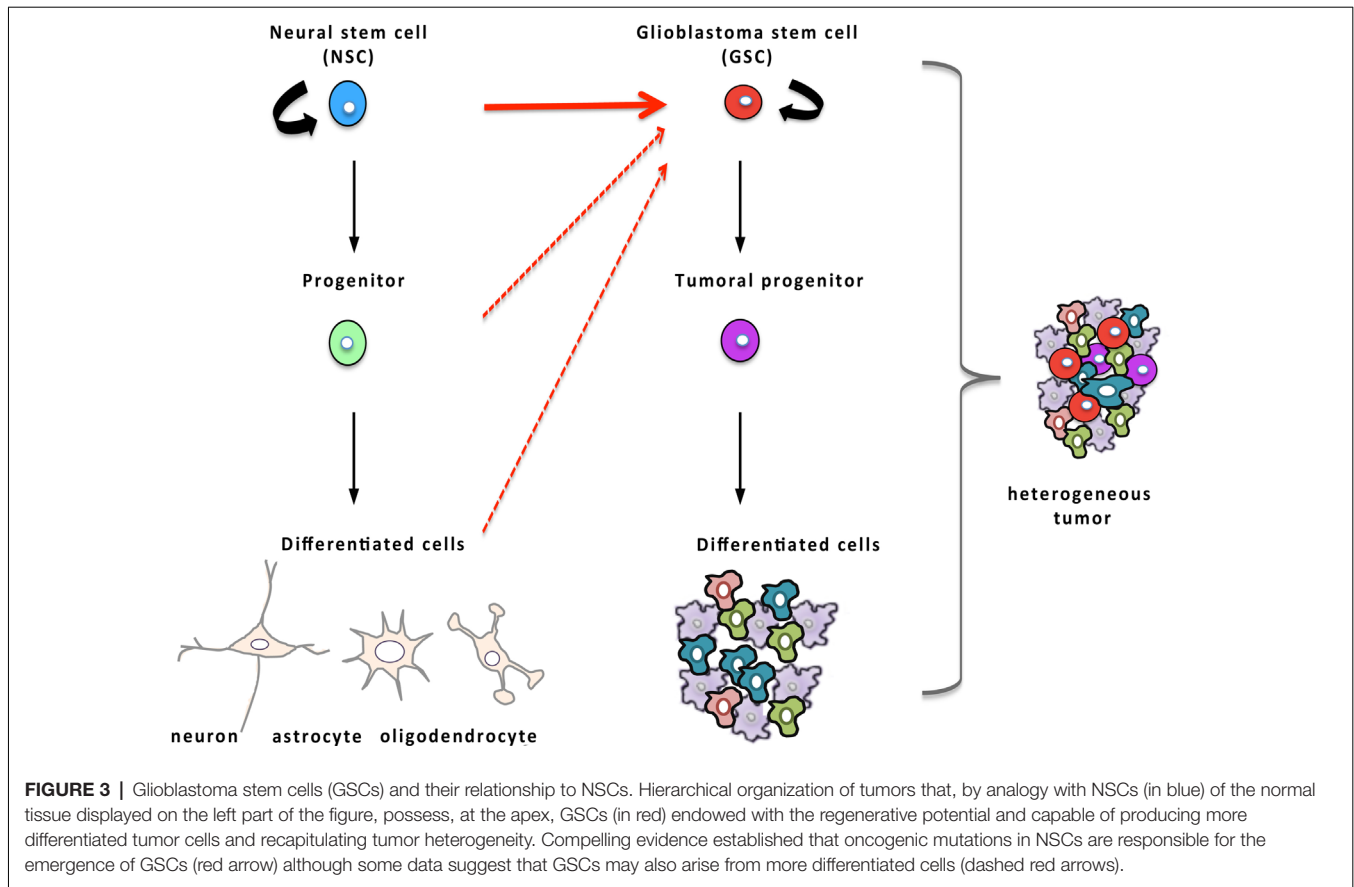 Neural stem cell
(NSC)
Glioblastoma stem cell
(GSC)
Progenitor
Tumoral progenitor
Differentiated cells
Differentiated cells
heterogeneous
tumor
neuron astrocyte oligodendrocyte
FIGURE 3 | Glioblastoma stem cells (GSCs) and their relationship to NSCs. Hierarchical organization of tumors that, by analogy with NSCs (in blue) of the normal
tissue displayed on the left part of the figure, possess, at the apex, GSCs (in red) endowed with the regenerative potential and capable of producing more
differentiated tumor cells and recapitulating tumor heterogeneity. Compelling evidence established that oncogenic mutations in NSCs are responsible for the
emergence of GSCs (red arrow) although some data suggest that GSCs may also arise from more differentiated cells (dashed red arrows).